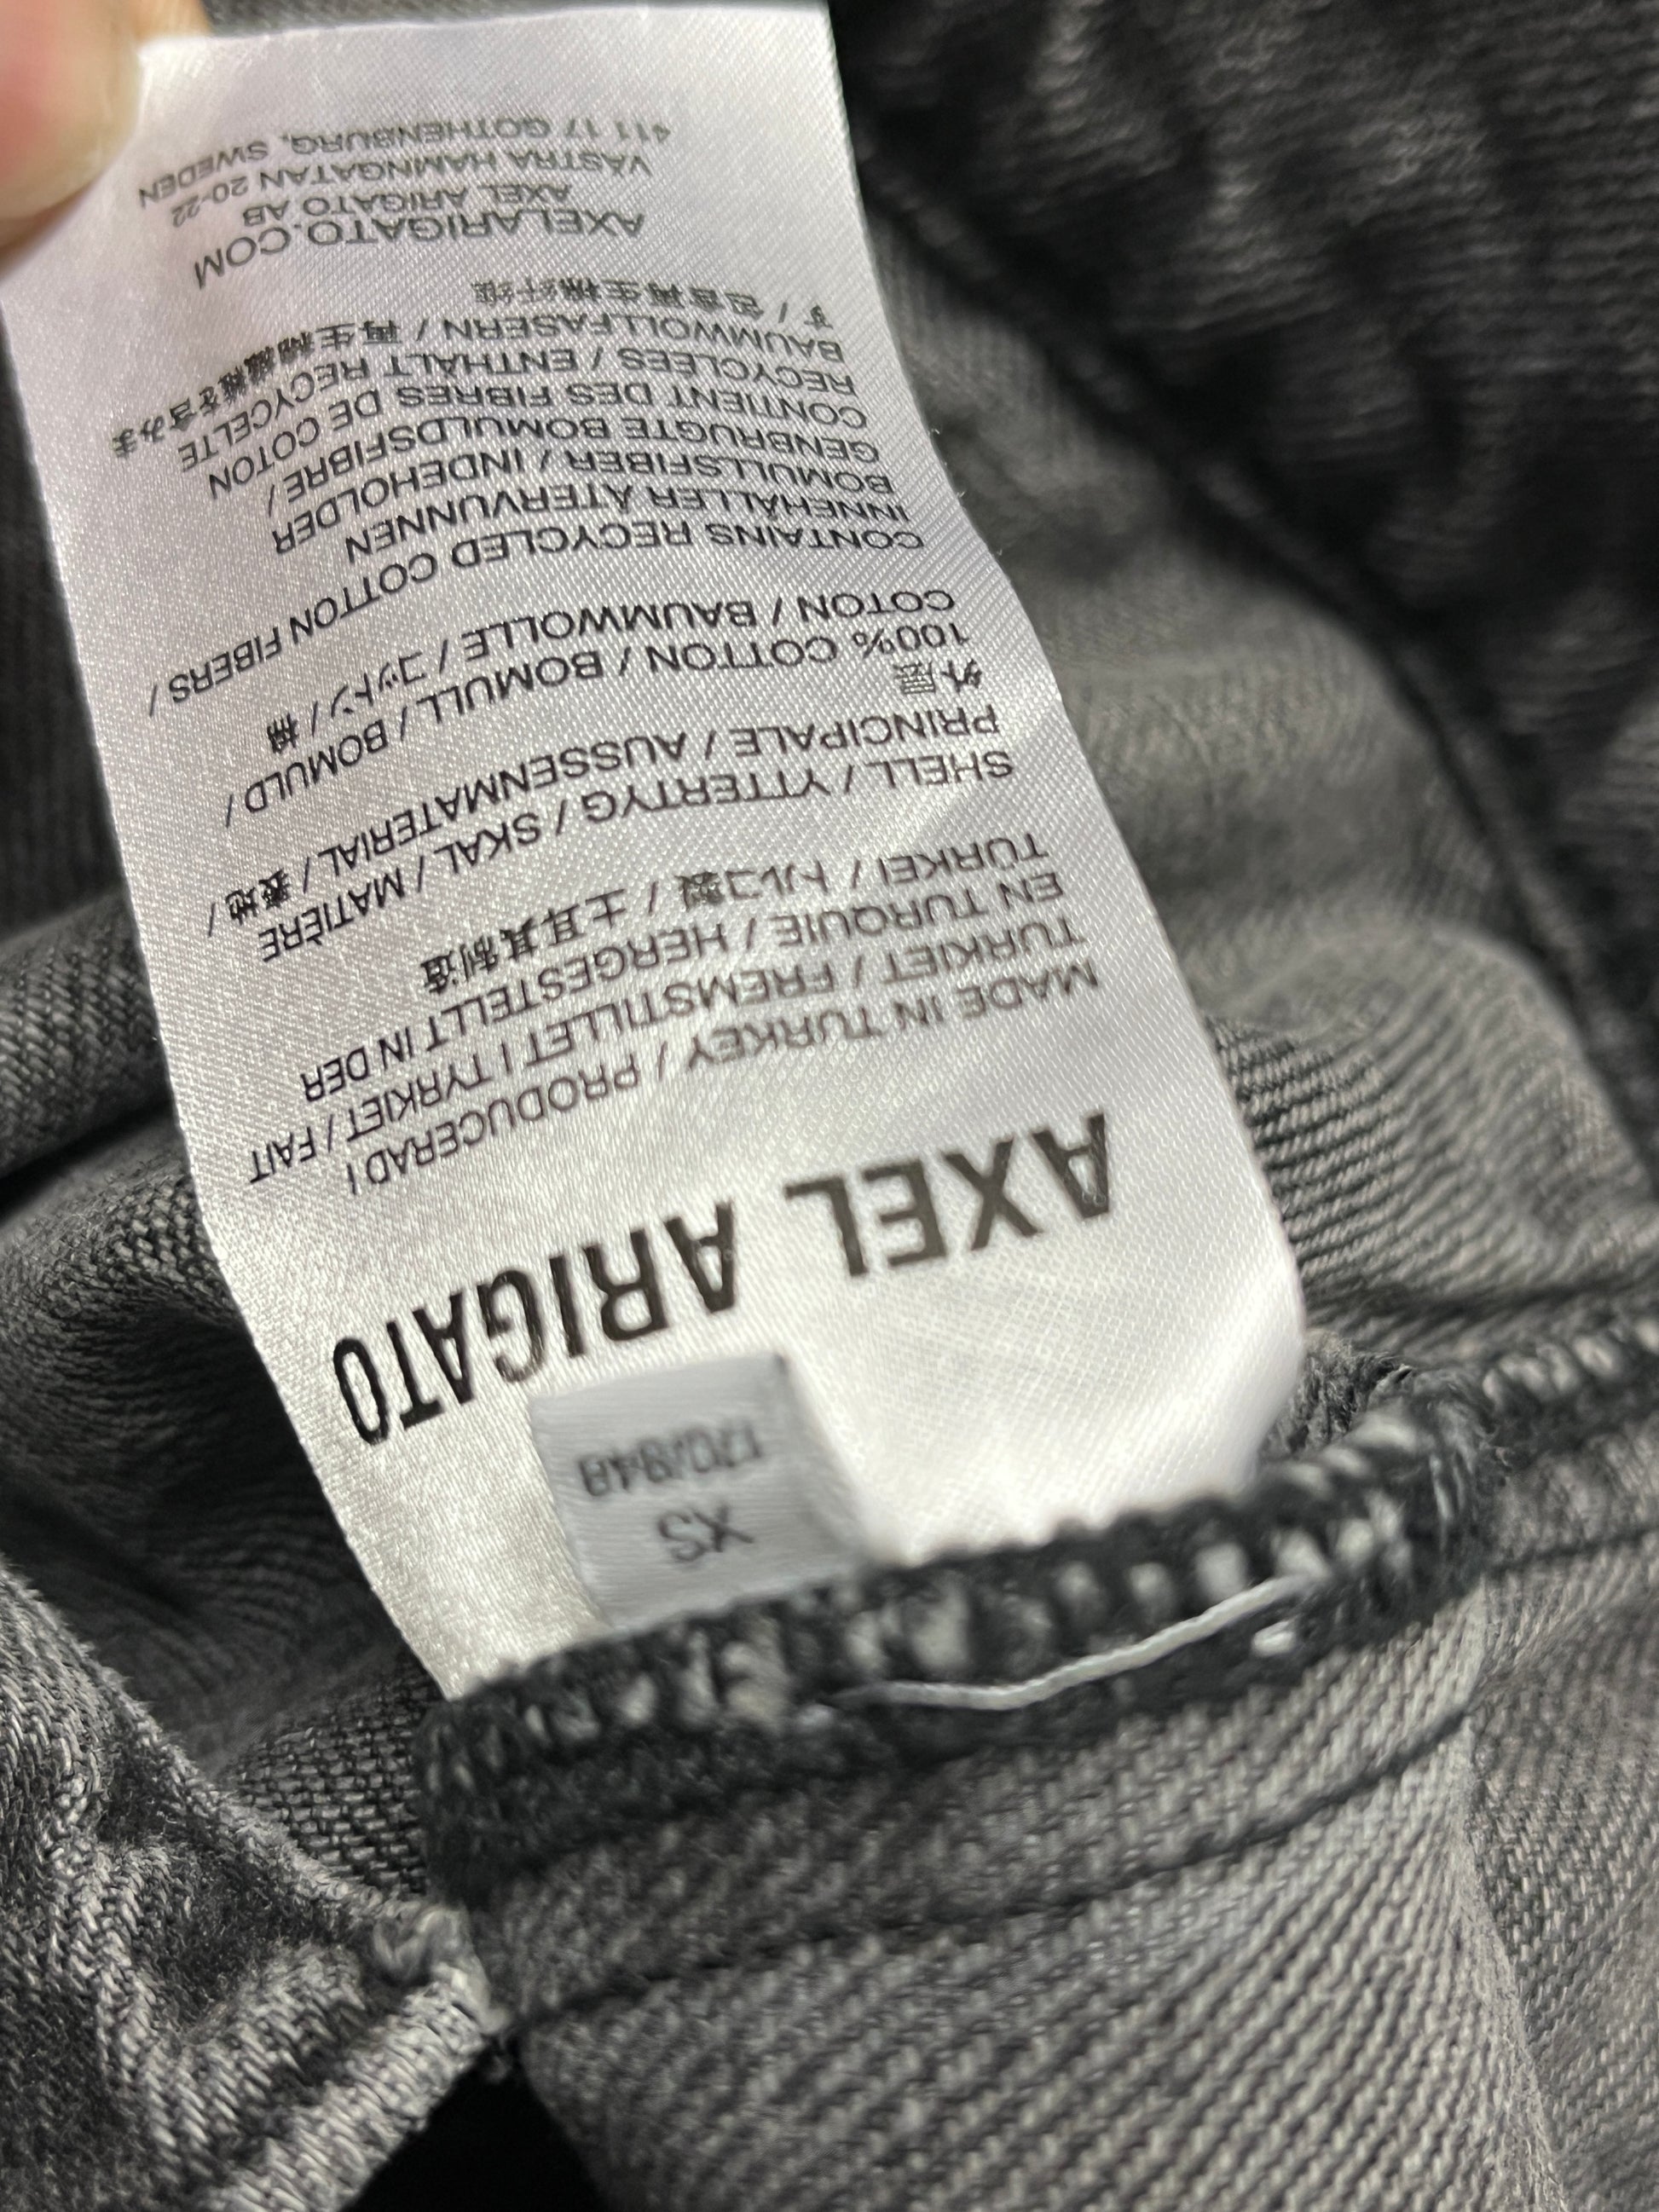 XS
170/84B
AXEL ARIGATO
MADE IN TURKEY / PRODUCERAD I
TURKIET / FREMSTILLET I TYRKIET / FAIT
EN TURQUIE / HERGESTELLT IN DER
TÜRKEI / トルコ製 / 土耳其制造
SHELL / YTTERTYG / SKAL / MATIÈRE
PRINCIPALE / AUSSENMATERIAL / 表地 /
外层
100% COTTON / BOMULL / BOMULD /
COTON / BAUMWOLLE / コットン / 棉
CONTAINS RECYCLED COTTON FIBERS /
INNEHÅLLER ÅTERVUNNEN
BOMULLSFIBER / INDEHOLDER
GENBRUGTE BOMULDSFIBRE /
CONTIENT DES FIBRES DE COTON
RECYCLÉES / ENTHÄLT RECYCELTE
BAUMWOLLFASERN / 再生棉繊維を含みま
す / 包含再生棉纤维
AXELARIGATO.COM
AXEL ARIGATO AB
VÄSTRA HAMNGATAN 20-22
411 17 GOTHENBURG, SWEDEN